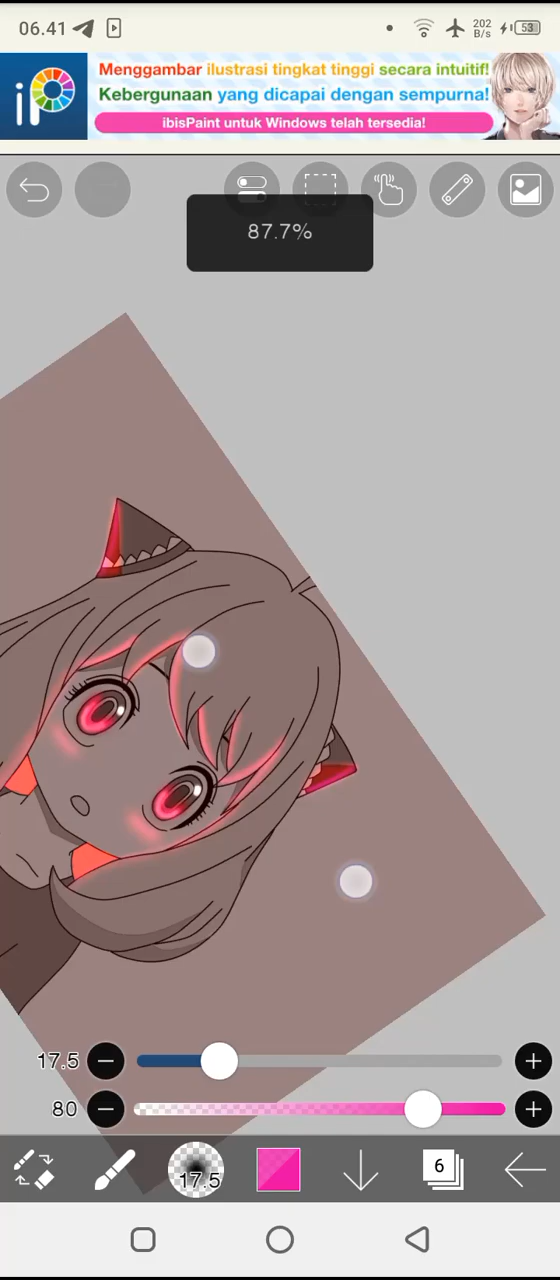 06.41
202
B/s
53
iP
Menggambar ilustrasi tingkat tinggi secara intuitif!
Kebergunaan yang dicapai dengan sempurna!
ibisPaint untuk Windows telah tersedia!
87.7%
17.5
80
17.5
6